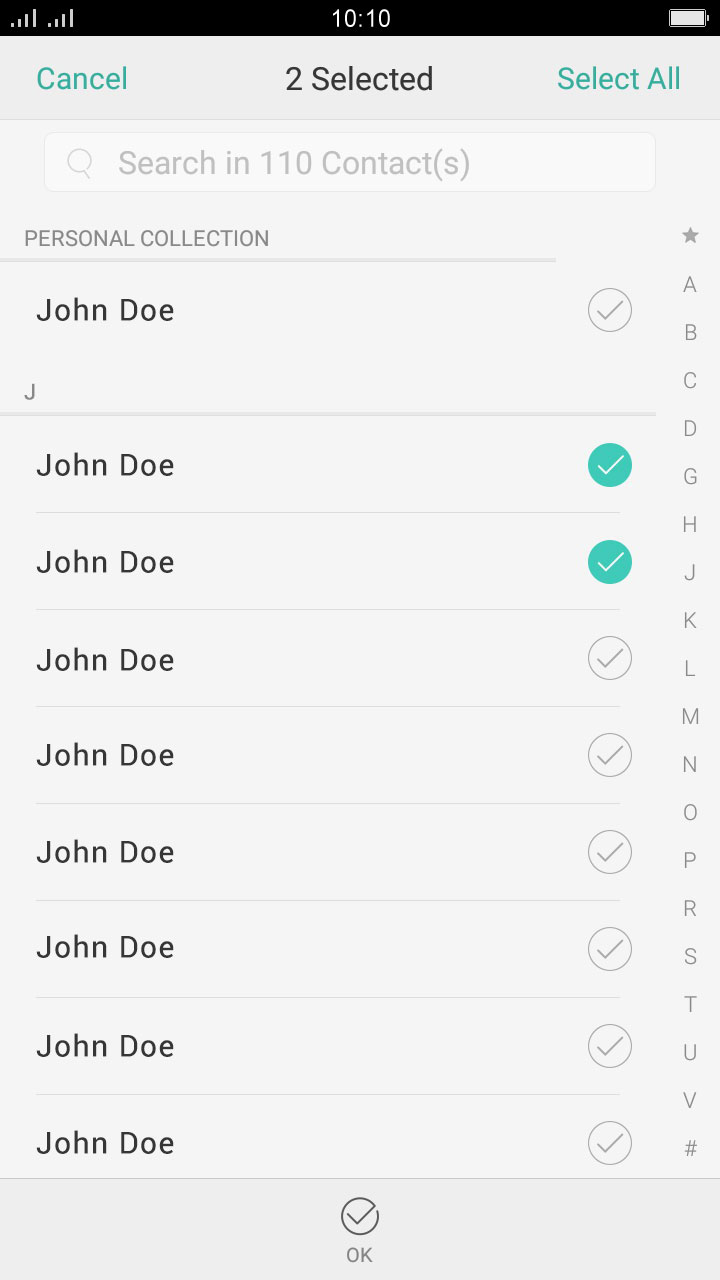 10:10
Cancel 2 Selected Select All
Search in 110 Contact(s)
PERSONAL COLLECTION
John Doe
J
John Doe
John Doe
John Doe
John Doe
John Doe
John Doe
John Doe
John Doe
A
B
C
D
G
H
J
K
L
M
N
O
P
R
S
T
U
V
#
OK